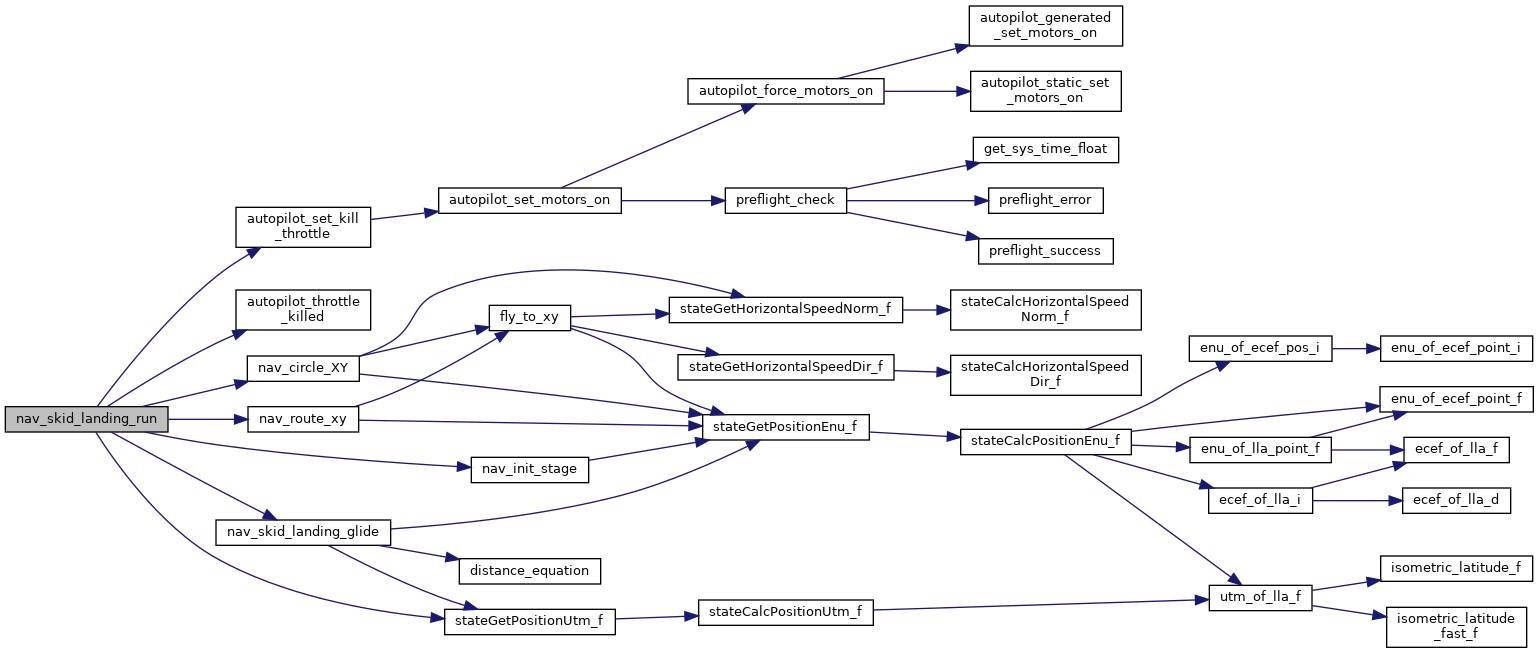 autopilot_generated
_set_motors_on
autopilot_force_motors_on
autopilot_static_set
_motors_on
get_sys_time_float
autopilot_set_motors_on
preflight_check
preflight_error
autopilot_set_kill
_throttle
preflight_success
autopilot_throttle
_killed
stateGetHorizontalSpeedNorm_f
stateCalcHorizontalSpeed
Norm_f
fly_to_xy
nav_circle_XY
stateGetHorizontalSpeedDir_f
stateCalcHorizontalSpeed
Dir_f
enu_of_ecef_pos_i
enu_of_ecef_point_i
nav_skid_landing_run
nav_route_xy
stateGetPositionEnu_f
stateCalcPositionEnu_f
enu_of_ecef_point_f
enu_of_lla_point_f
ecef_of_lla_f
nav_init_stage
ecef_of_lla_i
ecef_of_lla_d
nav_skid_landing_glide
distance_equation
stateGetPositionUtm_f
stateCalcPositionUtm_f
utm_of_lla_f
isometric_latitude_f
isometric_latitude
_fast_f